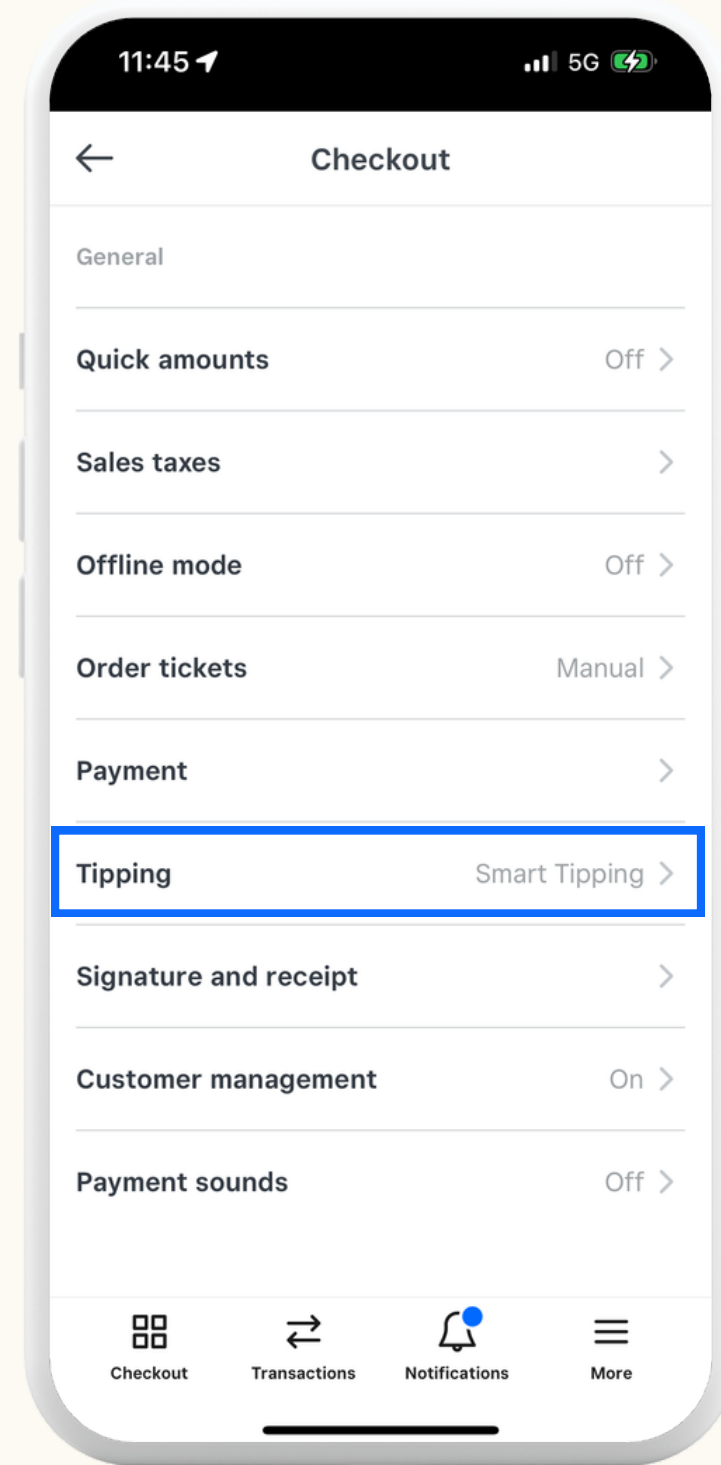 11:45 5G
Checkout
General
Quick amounts Off
Sales taxes
Offline mode Off
Order tickets Manual
Payment
Tipping Smart Tipping
Signature and receipt
Customer management On
Payment sounds Off
Checkout Transactions Notifications More